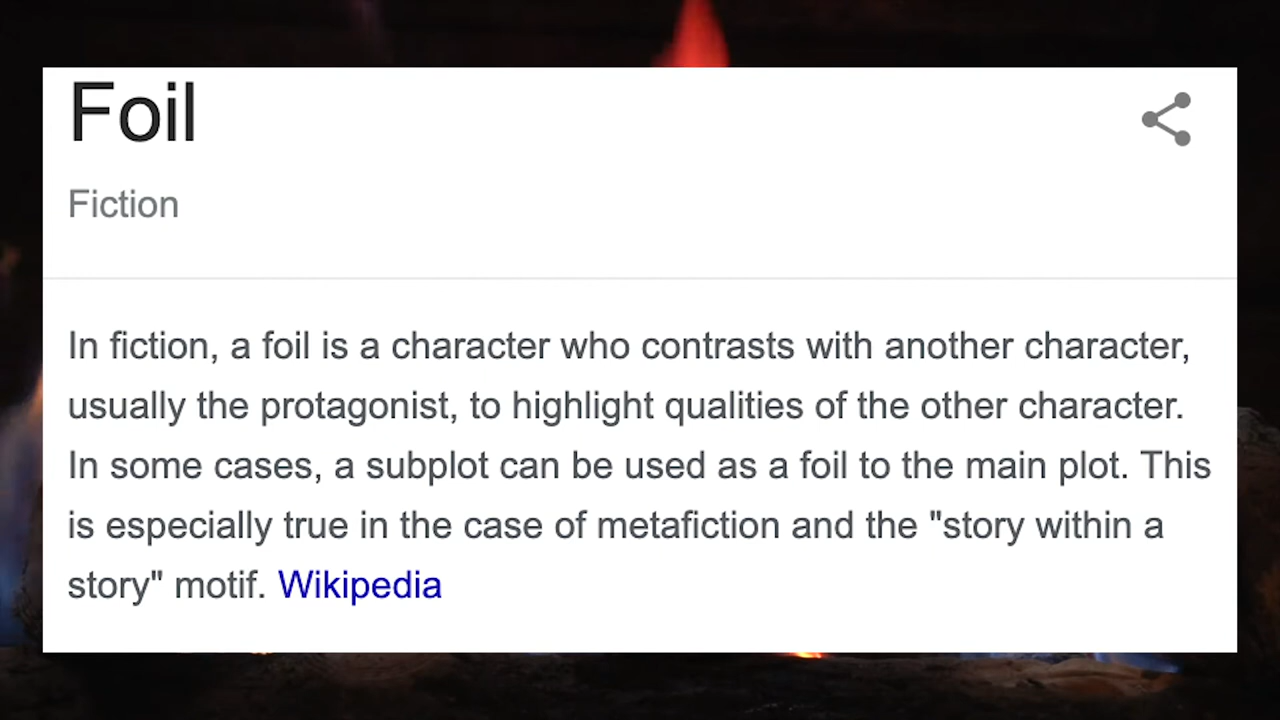 Foil
Fiction
In fiction, a foil is a character who contrasts with another character,
usually the protagonist, to highlight qualities of the other character.
In some cases, a subplot can be used as a foil to the main plot. This
is especially true in the case of metafiction and the "story within a
story" motif. Wikipedia